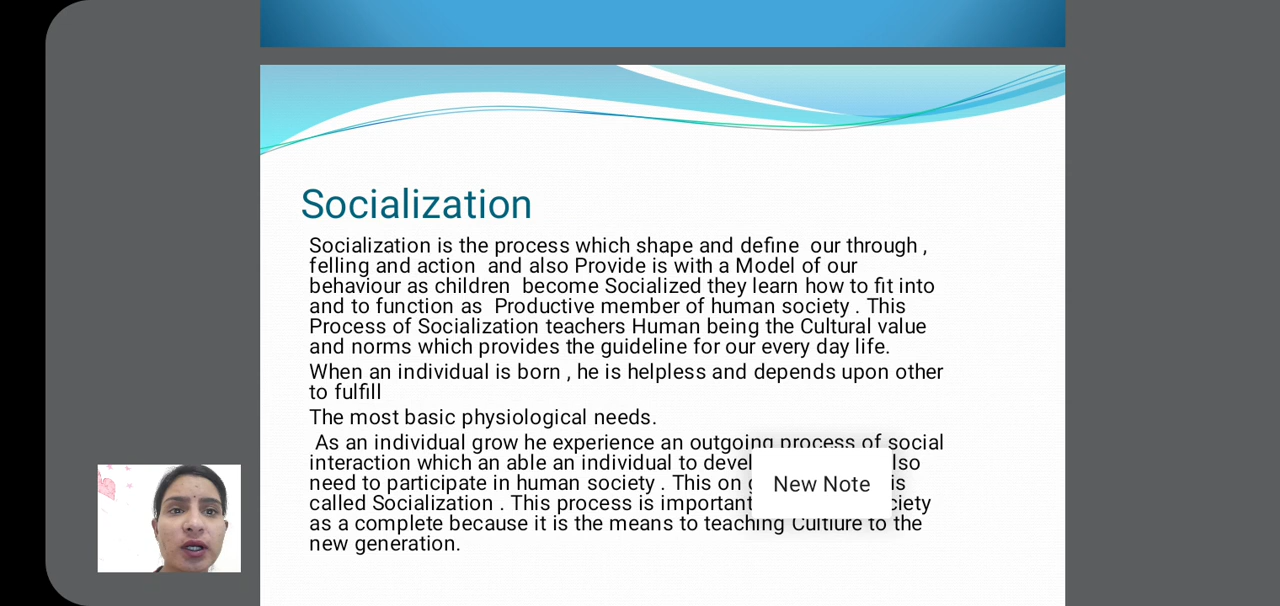 Socialization
Socialization is the process which shape and define our through ,
felling and action and also Provide is with a Model of our
behaviour as children become Socialized they learn how to fit into
and to function as Productive member of human society . This
Process of Socialization teachers Human being the Cultural value
and norms which provides the guideline for our every day life.
When an individual is born , he is helpless and depends upon other
to fulfill
The most basic physiological needs.
As an individual grow he experience an outgoing process of social
interaction which an able an individual to devel lso
need to participate in human society . This on is
called Socialization . This process is important ciety
as a complete because it is the means to teaching Cultiure to the
new generation.
New Note